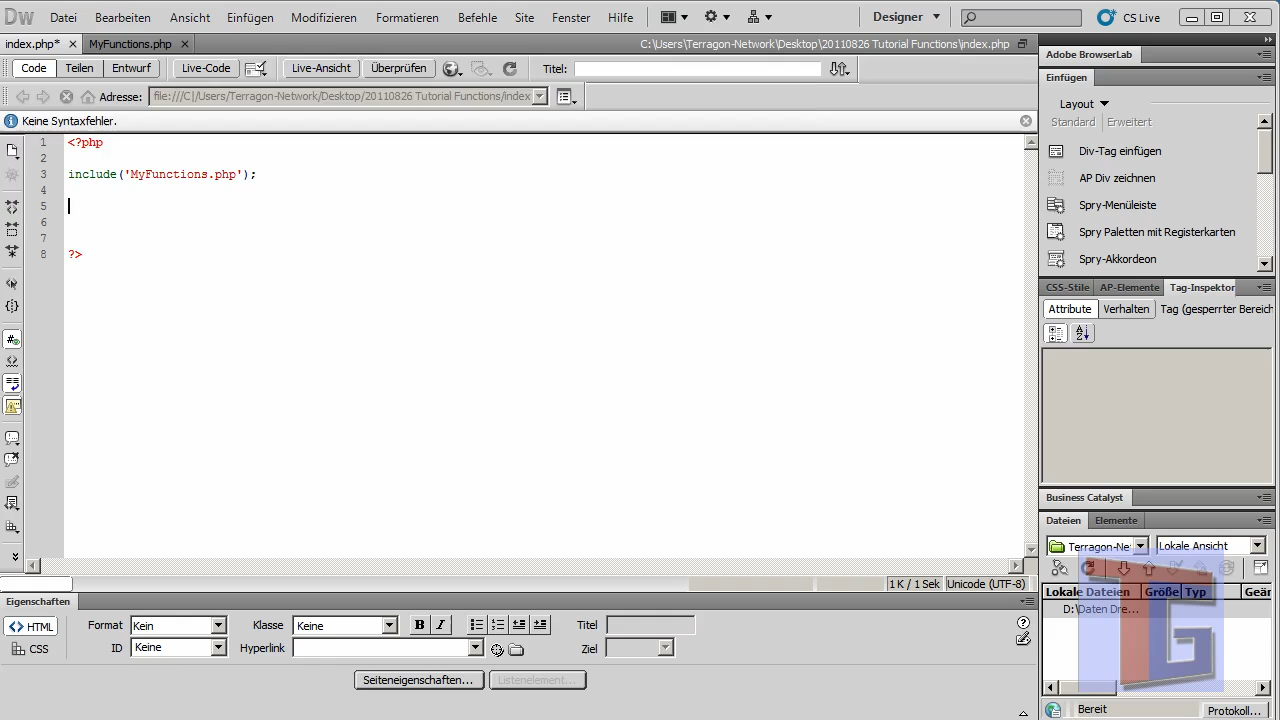 Dw Datei Bearbeiten Ansicht Einfügen Modifizieren Formatieren Befehle Site Fenster Hilfe Designer CS Live
index.php* MyFunctions.php C:\Users\Terragon-Network\Desktop\20110826 Tutorial Functions\index.php
Code Teilen Entwurf Live-Code Live-Ansicht Überprüfen Titel:
Adresse: file:///C|/Users/Terragon-Network/Desktop/20110826 Tutorial Functions/index
Keine Syntaxfehler.
1 <?php
2
3 include('MyFunctions.php');
4
5
6
7
8 ?>
1 K / 1 Sek Unicode (UTF-8)
Eigenschaften
<> HTML Format Kein Klasse Keine B I Titel
CSS ID Keine Hyperlink Ziel
Seiteneigenschaften... Listenelement...
Adobe BrowserLab
Einfügen
Layout
Standard Erweitert
Div-Tag einfügen
AP Div zeichnen
Spry-Menüleiste
Spry Paletten mit Registerkarten
Spry-Akkordeon
CSS-Stile AP-Elemente Tag-Inspektor
Attribute Verhalten Tag (gesperrter Bereich
Business Catalyst
Dateien Elemente
Terragon-Ne Lokale Ansicht
Lokale Dateien Größe Typ Geän
D:\Daten Dre...
TG
Bereit Protokoll...